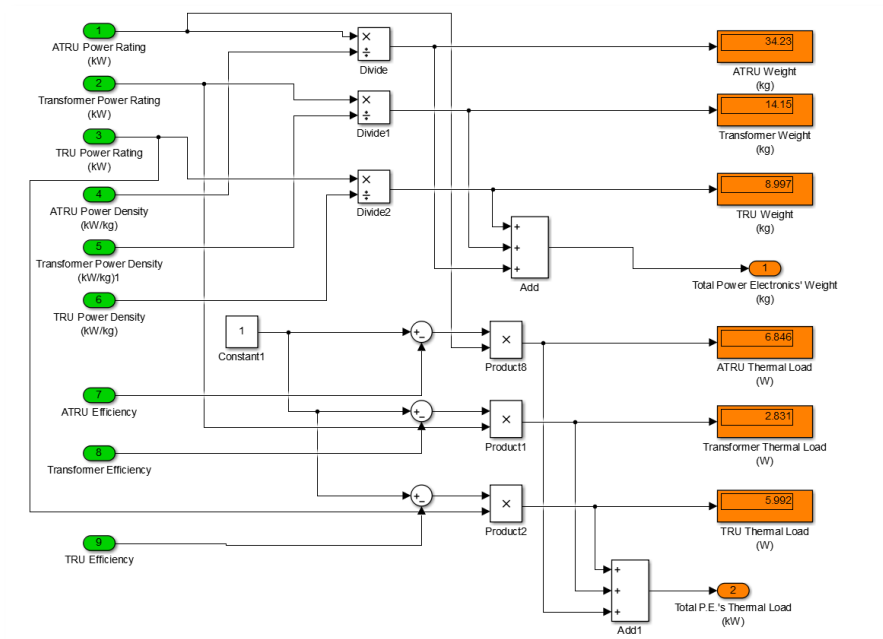 1
ATRU Power Rating
(kW)
2
Transformer Power Rating
(kW)
3
TRU Power Rating
(kW)
4
ATRU Power Density
(kW/kg)
5
Transformer Power Density
(kW/kg)1
6
TRU Power Density
(kW/kg)
1
Constant1
7
ATRU Efficiency
8
Transformer Efficiency
9
TRU Efficiency
×
÷
Divide
×
÷
Divide1
×
÷
Divide2
+
+
+
Add
+
−
×
Product8
+
−
×
Product1
+
−
×
Product2
+
+
+
Add1
34.23
ATRU Weight
(kg)
14.15
Transformer Weight
(kg)
8.997
TRU Weight
(kg)
1
Total Power Electronics' Weight
(kg)
6.846
ATRU Thermal Load
(W)
2.831
Transformer Thermal Load
(W)
5.992
TRU Thermal Load
(W)
2
Total P.E.'s Thermal Load
(kW)